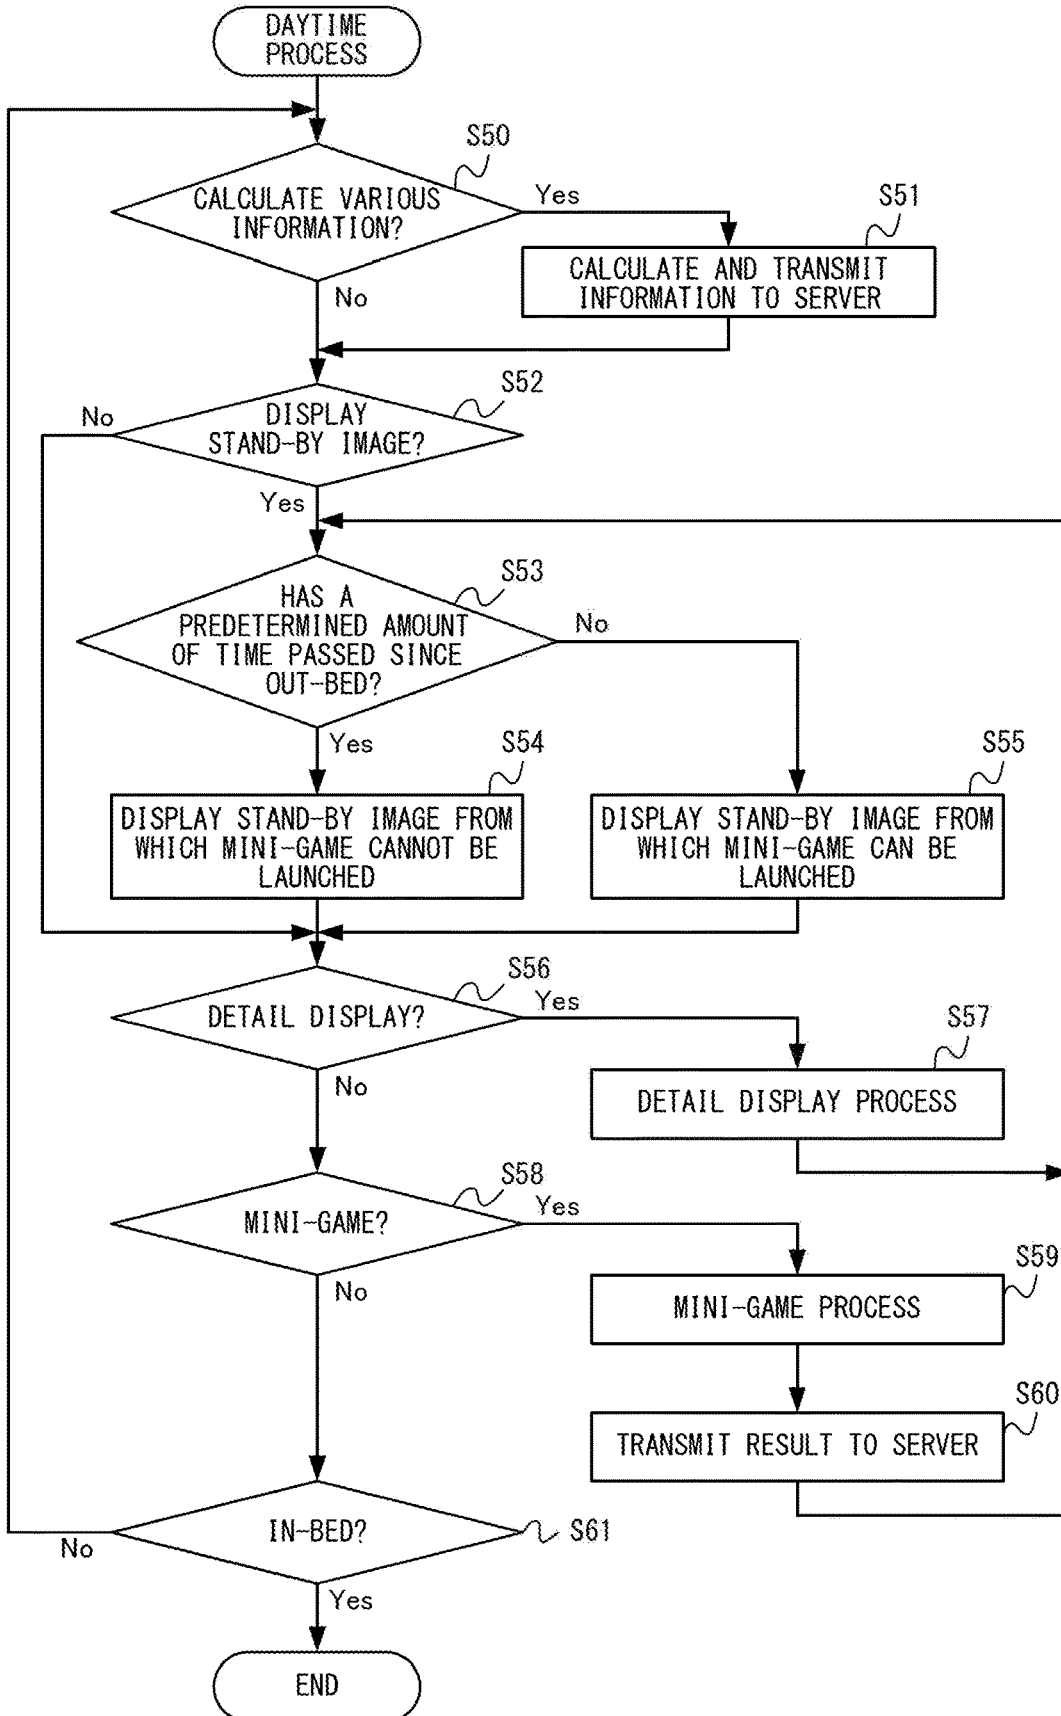 DAYTIME
PROCESS
S50
CALCULATE VARIOUS
INFORMATION?
Yes
S51
CALCULATE AND TRANSMIT
INFORMATION TO SERVER
No
S52
DISPLAY
STAND-BY IMAGE?
No
Yes
S53
HAS A
PREDETERMINED AMOUNT
OF TIME PASSED SINCE
OUT-BED?
No
Yes
S54
DISPLAY STAND-BY IMAGE FROM
WHICH MINI-GAME CANNOT BE
LAUNCHED
S55
DISPLAY STAND-BY IMAGE FROM
WHICH MINI-GAME CAN BE
LAUNCHED
S56
DETAIL DISPLAY?
Yes
S57
DETAIL DISPLAY PROCESS
No
S58
MINI-GAME?
Yes
S59
MINI-GAME PROCESS
No
S60
TRANSMIT RESULT TO SERVER
IN-BED?
S61
No
Yes
END